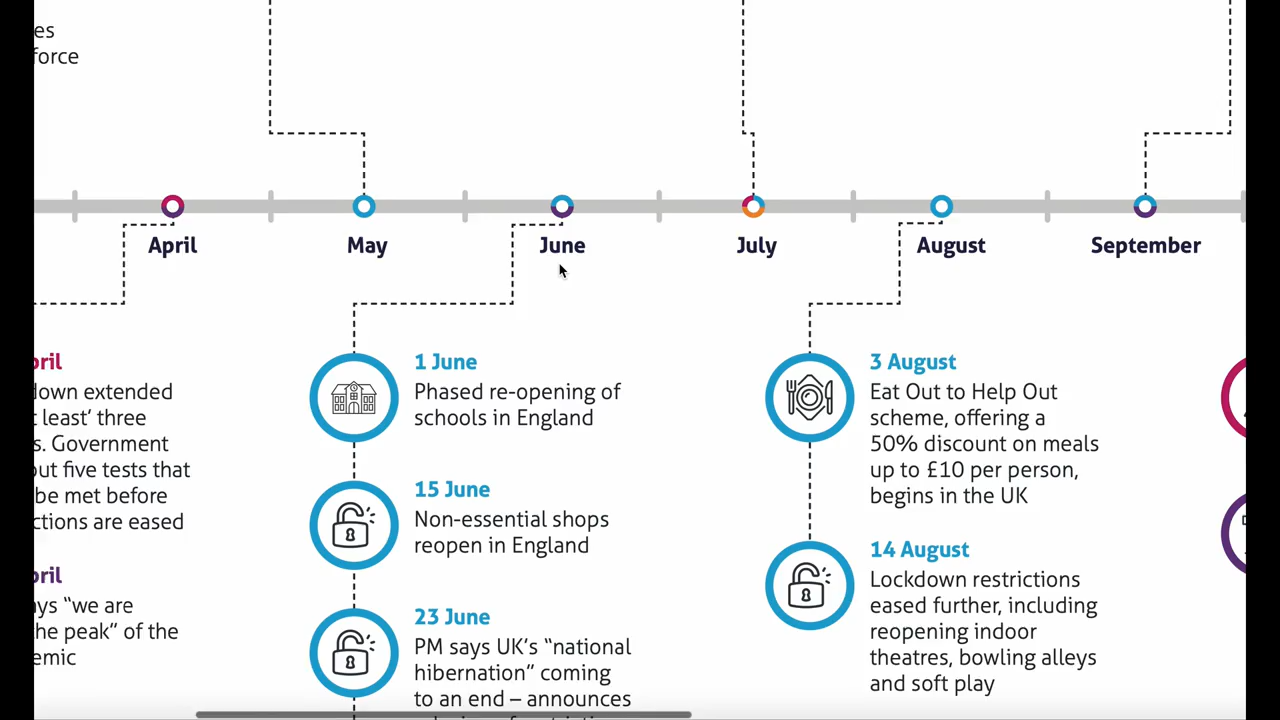 es
force
April
May
June
July
August
September
pril
down extended
t least’ three
s. Government
out five tests that
be met before
ctions are eased
pril
ays “we are
he peak” of the
emic
1 June
Phased re-opening of
schools in England
15 June
Non-essential shops
reopen in England
23 June
PM says UK’s “national
hibernation” coming
to an end – announces
3 August
Eat Out to Help Out
scheme, offering a
50% discount on meals
up to £10 per person,
begins in the UK
14 August
Lockdown restrictions
eased further, including
reopening indoor
theatres, bowling alleys
and soft play